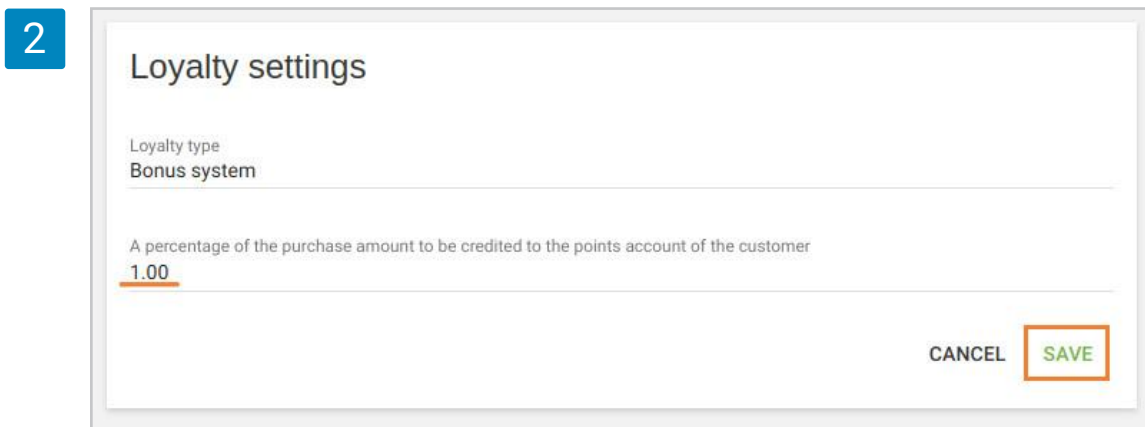 2
Loyalty settings
Loyalty type
Bonus system
A percentage of the purchase amount to be credited to the points account of the customer
1.00
CANCEL SAVE